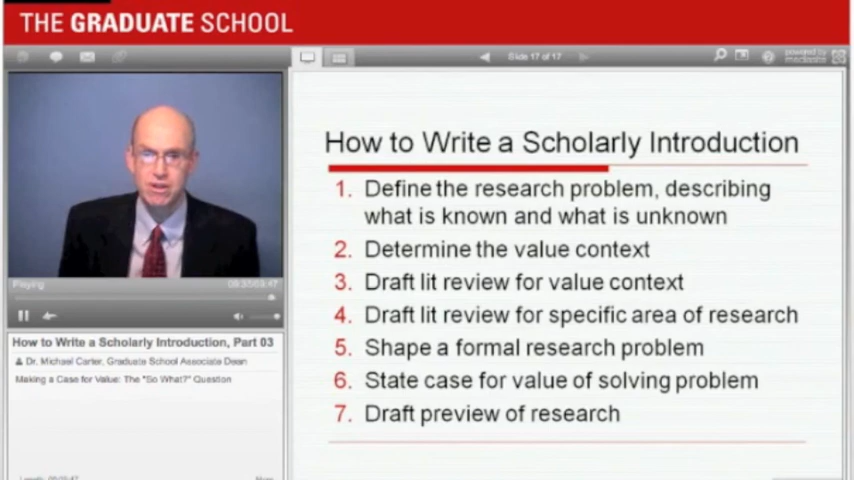 THE GRADUATE SCHOOL
Slide 17 of 17
powered by
mediasite
How to Write a Scholarly Introduction
1. Define the research problem, describing
what is known and what is unknown
2. Determine the value context
3. Draft lit review for value context
4. Draft lit review for specific area of research
5. Shape a formal research problem
6. State case for value of solving problem
7. Draft preview of research
Playing
How to Write a Scholarly Introduction, Part 03
Dr. Michael Carter, Graduate School Associate Dean
Making a Case for Value: The "So What?" Question